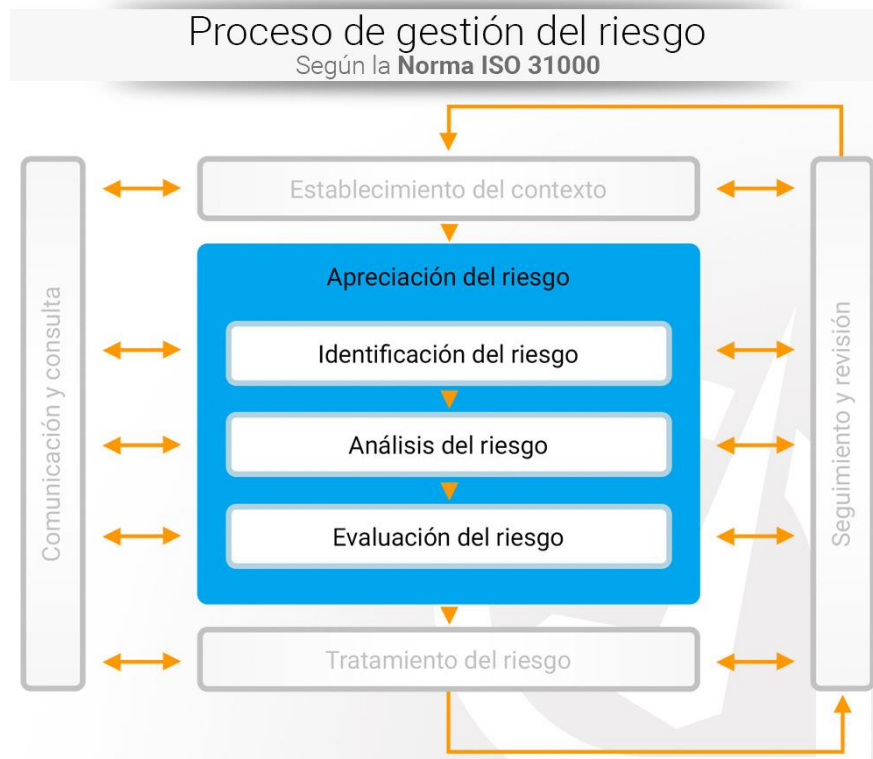 Proceso de gestión del riesgo
Según la Norma ISO 31000
Establecimiento del contexto
Comunicación y consulta
Apreciación del riesgo
Identificación del riesgo
Análisis del riesgo
Evaluación del riesgo
Seguimiento y revisión
Tratamiento del riesgo